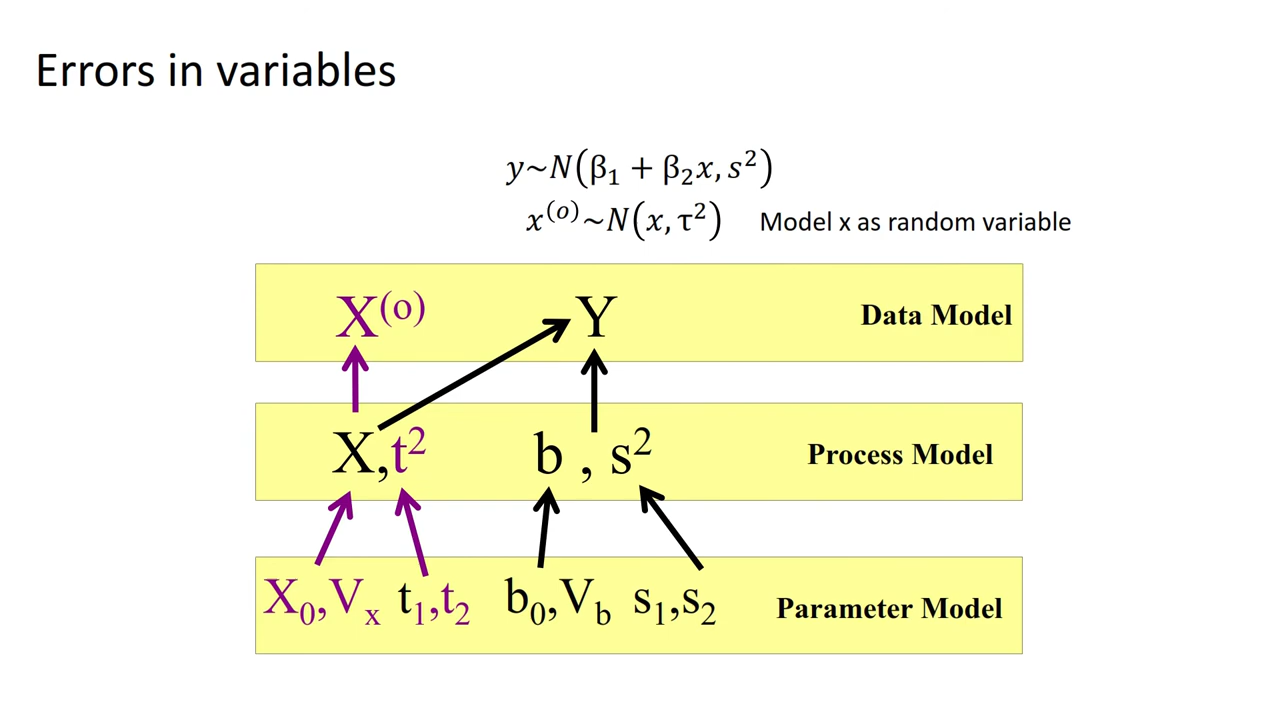 Errors in variables
y~N(β₁ + β₂x, s²)
x⁽ᵒ⁾~N(x, τ²) Model x as random variable
X⁽ᵒ⁾ Y Data Model
X,t² b , s² Process Model
X₀,Vₓ t₁,t₂ b₀,V_b s₁,s₂ Parameter Model